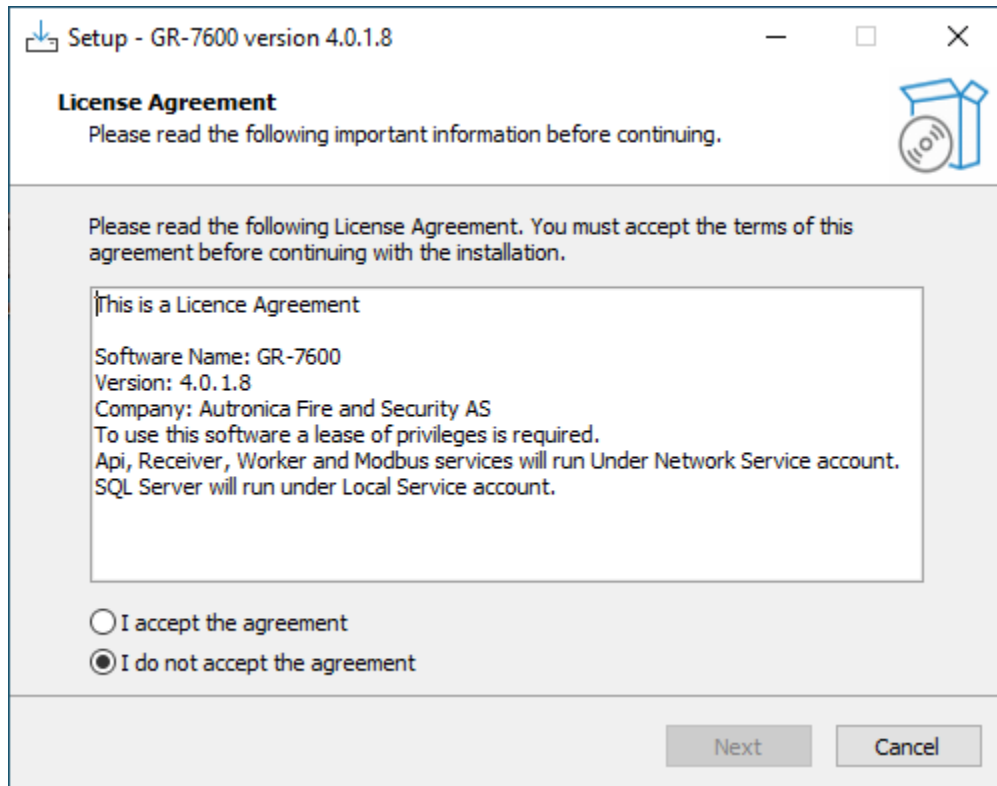 Setup - GR-7600 version 4.0.1.8
License Agreement
Please read the following important information before continuing.
Please read the following License Agreement. You must accept the terms of this
agreement before continuing with the installation.
This is a Licence Agreement
Software Name: GR-7600
Version: 4.0.1.8
Company: Autronica Fire and Security AS
To use this software a lease of privileges is required.
Api, Receiver, Worker and Modbus services will run Under Network Service account.
SQL Server will run under Local Service account.
I accept the agreement
I do not accept the agreement
Next
Cancel